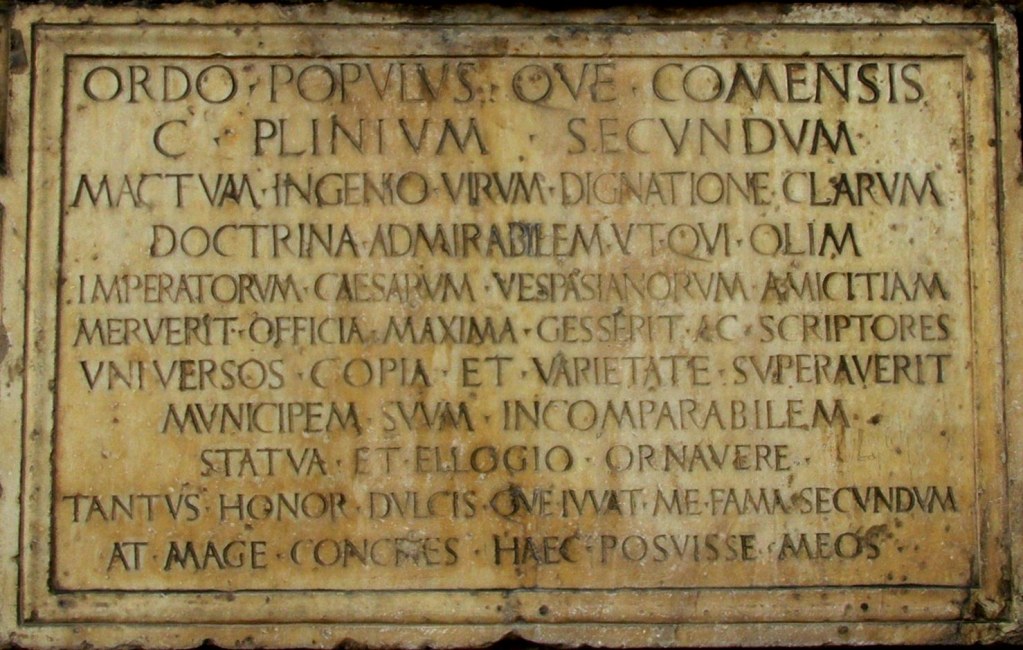 ORDO · POPVLVS · QVE · COMENSIS
C · PLINIVM · SECVNDVM ·
MACTVM · INGENIO · VIRVM · DIGNATIONE · CLARVM
DOCTRINA · ADMIRABILEM · VT · QVI · OLIM
IMPERATORVM · CAESARVM · VESPASIANORVM · AMICITIAM
MERVERIT · OFFICIA · MAXIMA · GESSERIT · AC · SCRIPTORES
VNIVERSOS · COPIA · ET · VARIETATE · SVPERAVERIT
MVNICIPEM · SVVM · INCOMPARABILEM ·
STATVA · ET · ELLOGIO · ORNAVERE ·
TANTVS · HONOR · DVLCIS · QVE · IVVAT · ME · FAMA · SECVNDVM
AT · MAGE · CONCIVES · HAEC · POSVISSE · MEOS ·